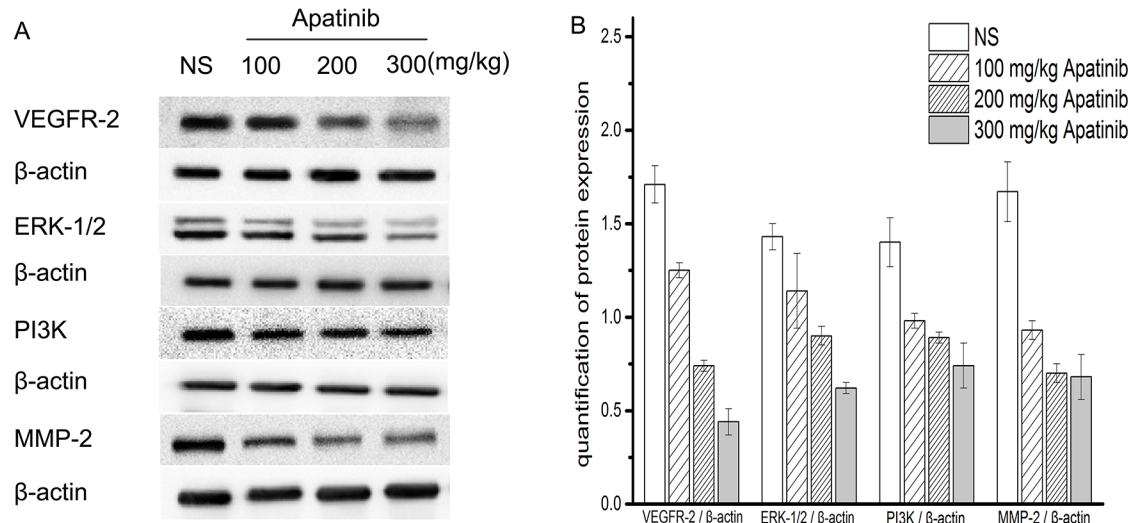 A
Apatinib
NS 100 200 300(mg/kg)
VEGFR-2
β-actin
ERK-1/2
β-actin
PI3K
β-actin
MMP-2
β-actin
B
quantification of protein expression
2.5
2.0
1.5
1.0
0.5
0.0
NS
100 mg/kg Apatinib
200 mg/kg Apatinib
300 mg/kg Apatinib
VEGFR-2 / β-actin ERK-1/2 / β-actin PI3K / β-actin MMP-2 / β-actin